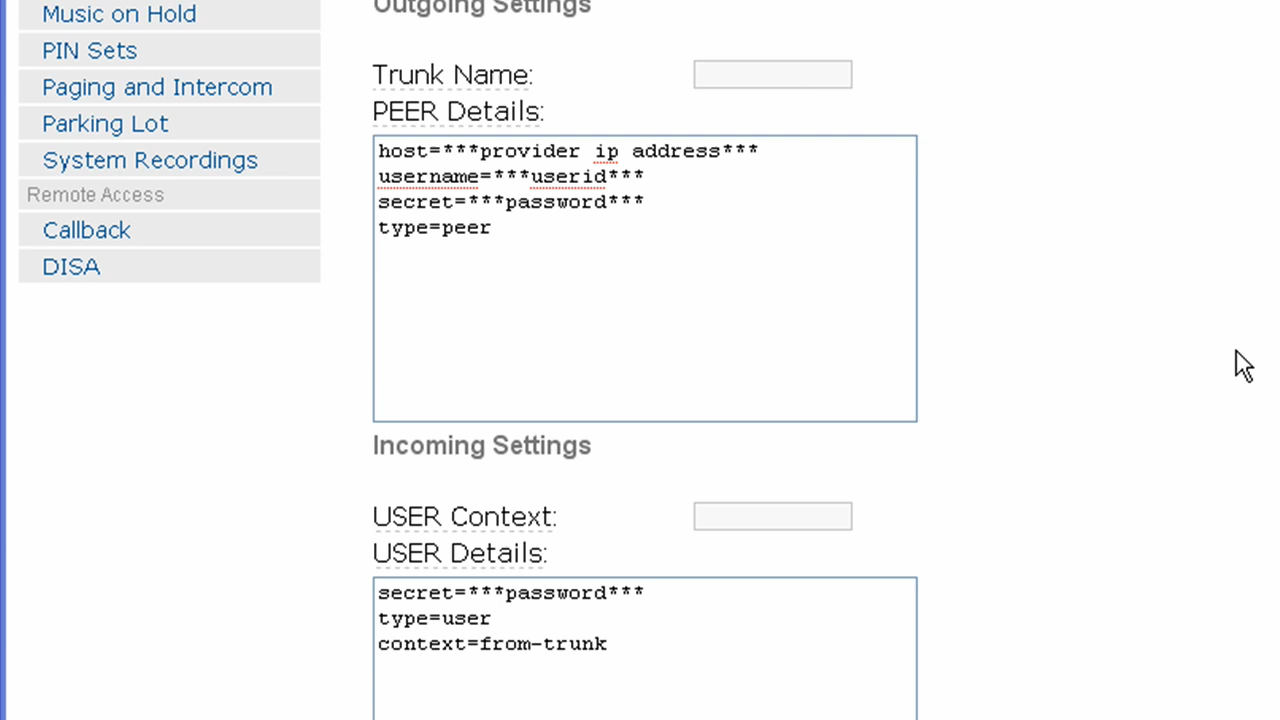 Music on Hold
PIN Sets
Paging and Intercom
Parking Lot
System Recordings
Remote Access
Callback
DISA
Outgoing Settings
Trunk Name:
PEER Details:
host=***provider ip address***
username=***userid***
secret=***password***
type=peer
Incoming Settings
USER Context:
USER Details:
secret=***password***
type=user
context=from-trunk